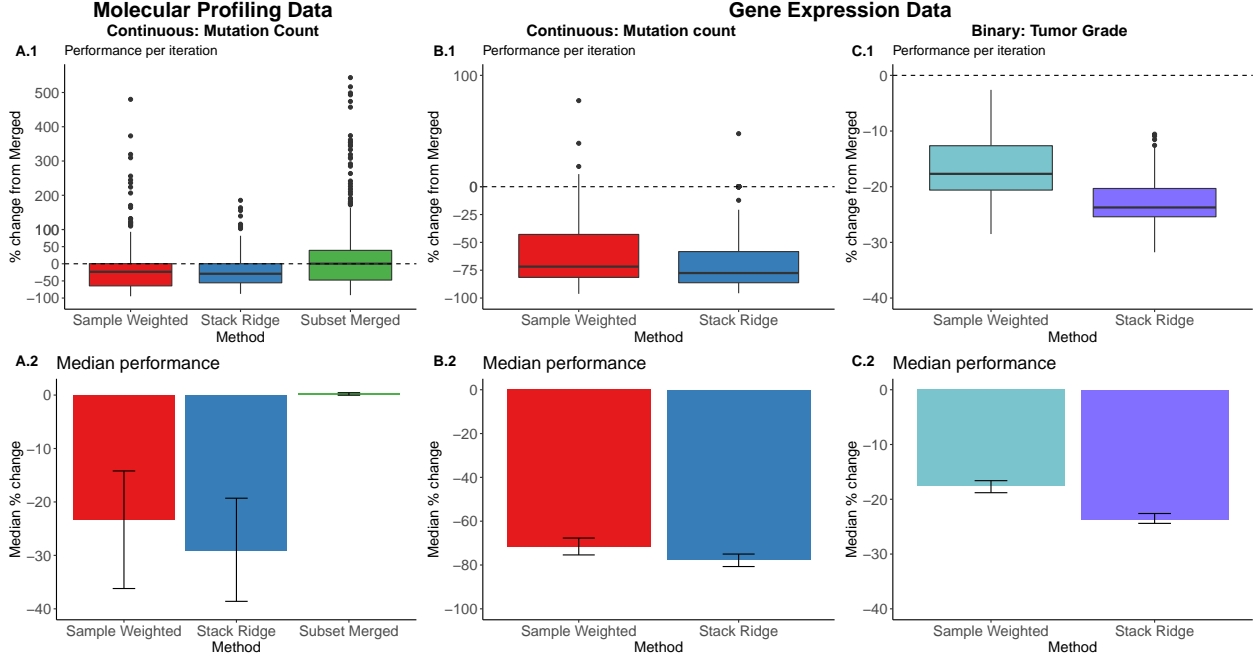 Molecular Profiling Data
Gene Expression Data
Continuous: Mutation Count
Continuous: Mutation count
Binary: Tumor Grade
A.1 Performance per iteration
% change from Merged
500
400
300
200
100
100
50
0
−50
−100
Sample Weighted Stack Ridge Subset Merged
Method
B.1 Performance per iteration
% change from Merged
100
0
−25
−50
−75
−100
Sample Weighted Stack Ridge
Method
C.1 Performance per iteration
% change from Merged
0
−10
−20
−30
−40
Sample Weighted Stack Ridge
Method
A.2 Median performance
Median % change
0
−10
−20
−30
−40
Sample Weighted Stack Ridge Subset Merged
Method
B.2 Median performance
Median % change
0
−20
−40
−60
−80
−100
Sample Weighted Stack Ridge
Method
C.2 Median performance
Median % change
0
−10
−20
−30
−40
Sample Weighted Stack Ridge
Method